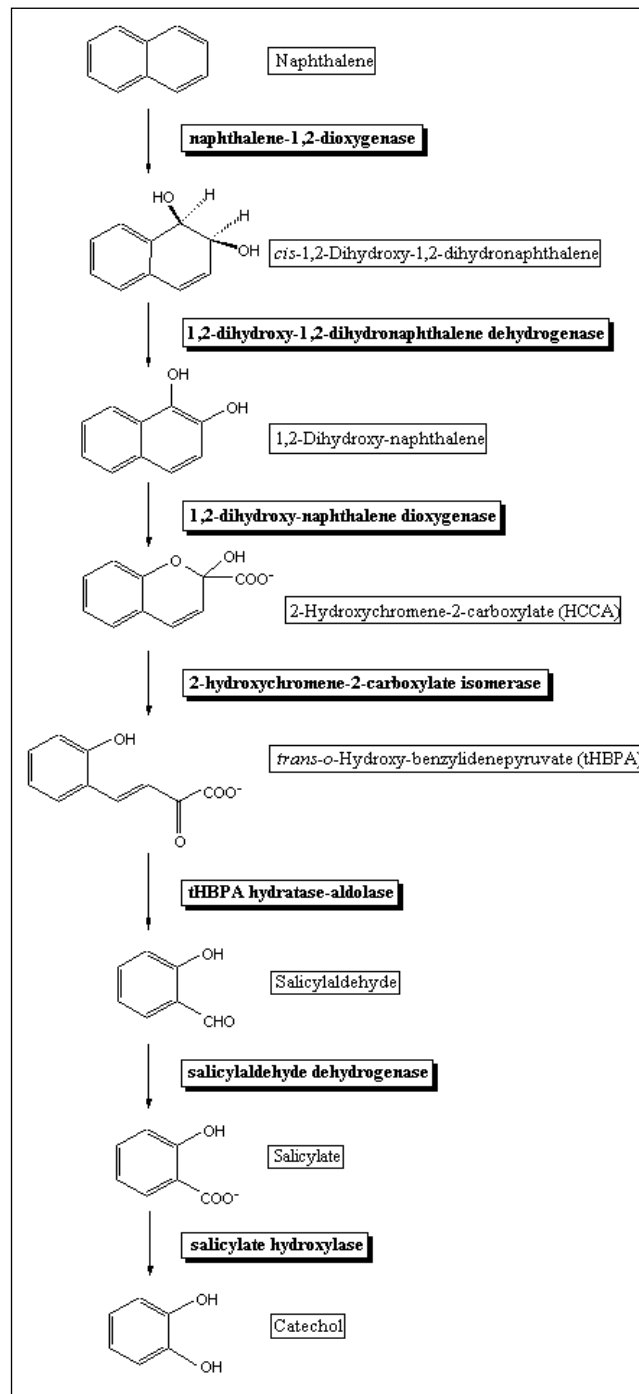 Naphthalene
naphthalene-1,2-dioxygenase
HO
H
H
OH
cis-1,2-Dihydroxy-1,2-dihydronaphthalene
1,2-dihydroxy-1,2-dihydronaphthalene dehydrogenase
OH
OH
1,2-Dihydroxy-naphthalene
1,2-dihydroxy-naphthalene dioxygenase
O
OH
COO⁻
2-Hydroxychromene-2-carboxylate (HCCA)
2-hydroxychromene-2-carboxylate isomerase
OH
trans-o-Hydroxy-benzylidenepyruvate (tHBPA)
COO⁻
O
tHBPA hydratase-aldolase
OH
Salicylaldehyde
CHO
salicylaldehyde dehydrogenase
OH
Salicylate
COO⁻
salicylate hydroxylase
OH
Catechol
OH